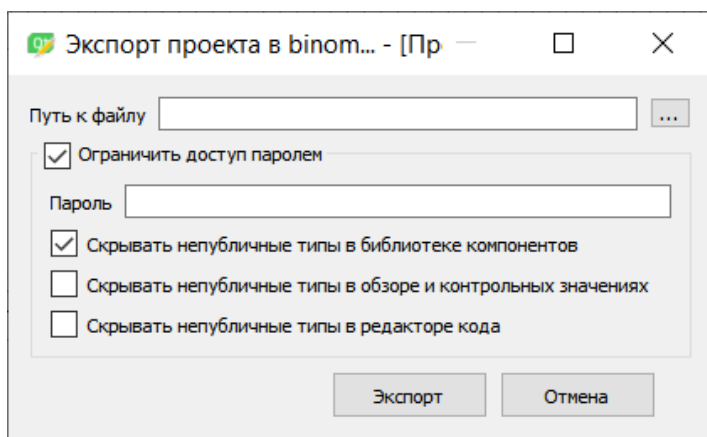 Экспорт проекта в binom... - [Пр
Путь к файлу ...
Ограничить доступ паролем
Пароль
Скрывать непубличные типы в библиотеке компонентов
Скрывать непубличные типы в обзоре и контрольных значениях
Скрывать непубличные типы в редакторе кода
Экспорт Отмена